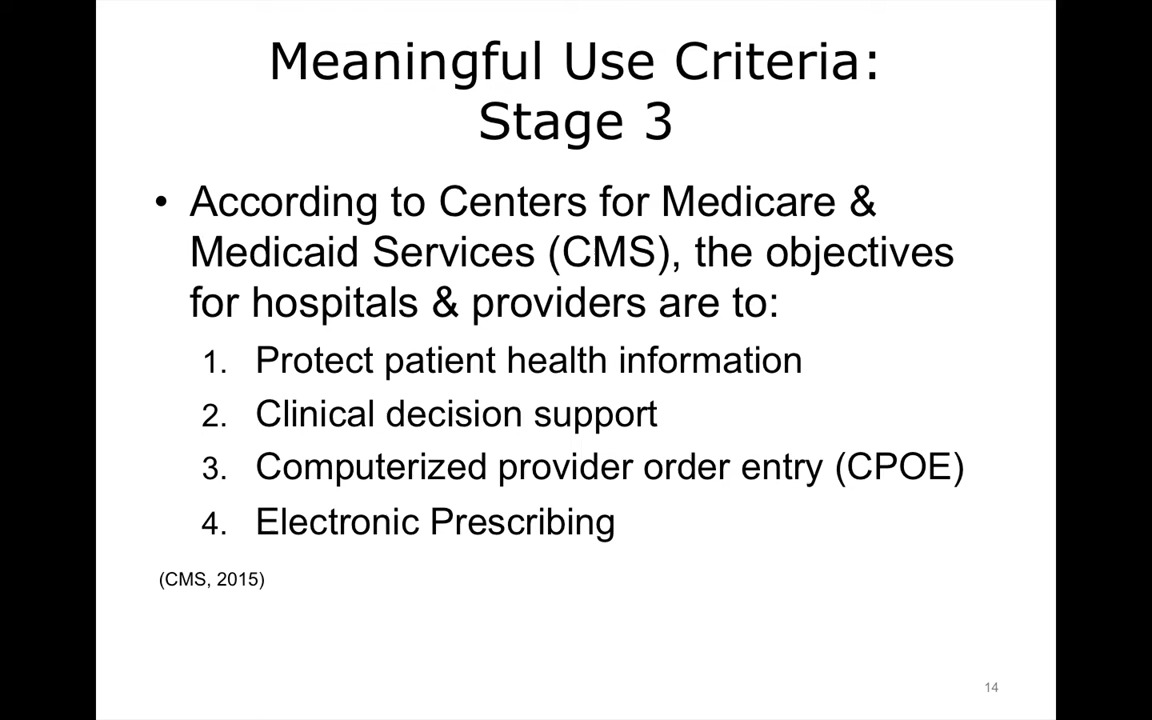 Meaningful Use Criteria:
Stage 3
• According to Centers for Medicare &
Medicaid Services (CMS), the objectives
for hospitals & providers are to:
1. Protect patient health information
2. Clinical decision support
3. Computerized provider order entry (CPOE)
4. Electronic Prescribing
(CMS, 2015)
14